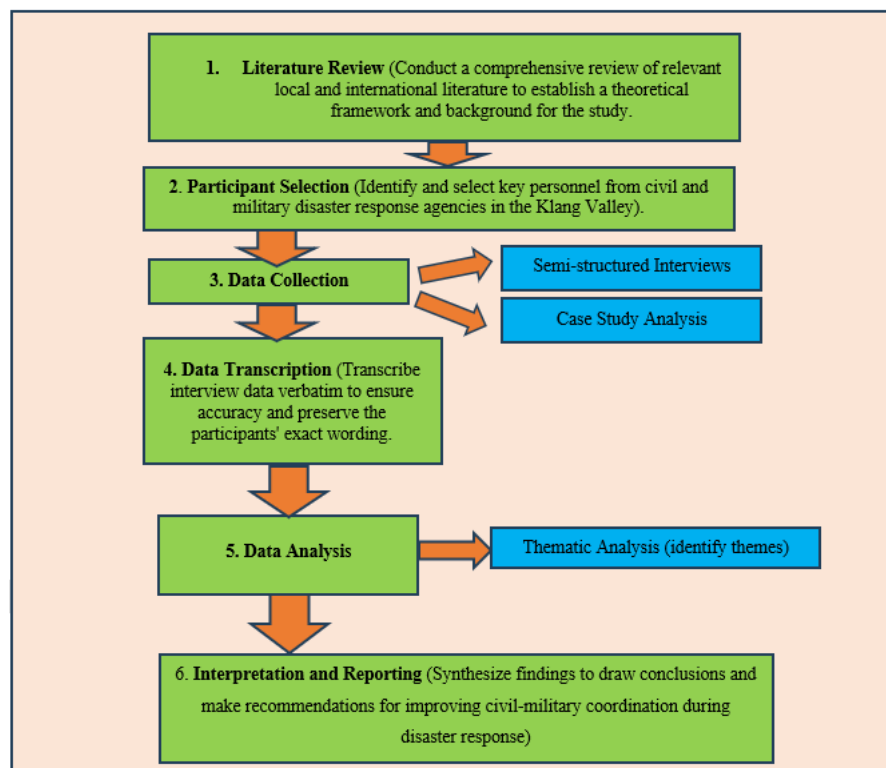 1. Literature Review (Conduct a comprehensive review of relevant
local and international literature to establish a theoretical
framework and background for the study.
2. Participant Selection (Identify and select key personnel from civil and
military disaster response agencies in the Klang Valley).
3. Data Collection
Semi-structured Interviews
Case Study Analysis
4. Data Transcription (Transcribe
interview data verbatim to ensure
accuracy and preserve the
participants' exact wording.
5. Data Analysis
Thematic Analysis (identify themes)
6. Interpretation and Reporting (Synthesize findings to draw conclusions and
make recommendations for improving civil-military coordination during
disaster response)